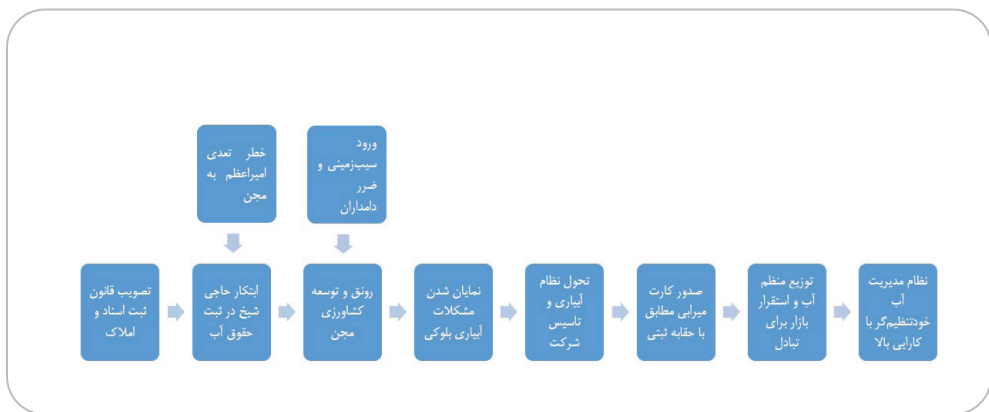 خطر تعدی
امیراعظم به
مجن
ورود
سیب‌زمینی و
ضرر
دامداران
تصویب قانون
ثبت اسناد و
املاک
ابتکار حاجی
شیخ در ثبت
حقوق آب
رونق و توسعه
کشاورزی
مجن
نمایان شدن
مشکلات
آبیاری بلوکی
تحول نظام
آبیاری و
تاسیس
شرکت
صدور کارت
میرابی مطابق
با حقابه ثبتی
توزیع منظم
آب و استقرار
بازار برای
تبادل
نظام مدیریت
آب
خودتنظیم‌گر با
کارایی بالا